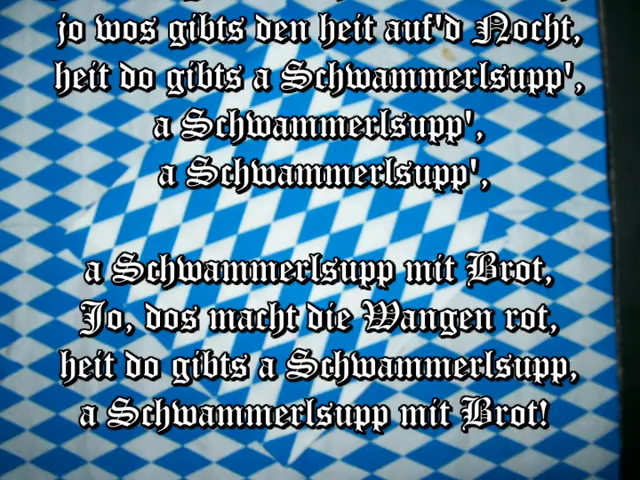 jo wos gibts den heit auf'd Nocht,
heit do gibts a Schwammerlsupp',
a Schwammerlsupp',
a Schwammerlsupp',
a Schwammerlsupp mit Brot,
Jo, dos macht die Wangen rot,
heit do gibts a Schwammerlsupp,
a Schwammerlsupp mit Brot!